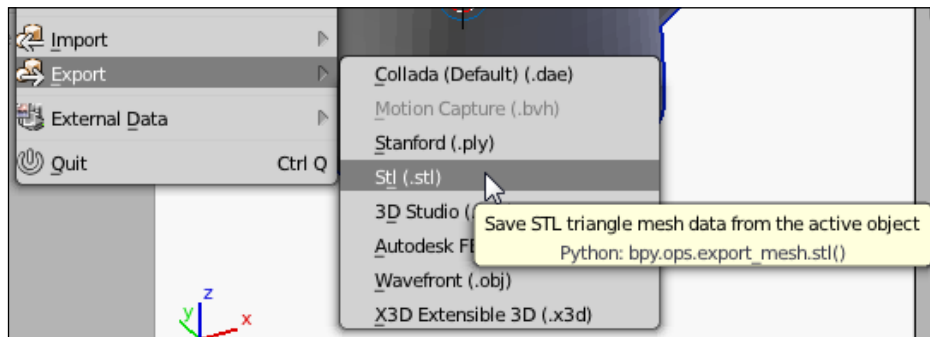 Import
Export
External Data
Quit Ctrl Q
Collada (Default) (.dae)
Motion Capture (.bvh)
Stanford (.ply)
Stl (.stl)
3D Studio (.
Autodesk F
Wavefront (.obj)
X3D Extensible 3D (.x3d)
Save STL triangle mesh data from the active object
Python: bpy.ops.export_mesh.stl()
z
y
x